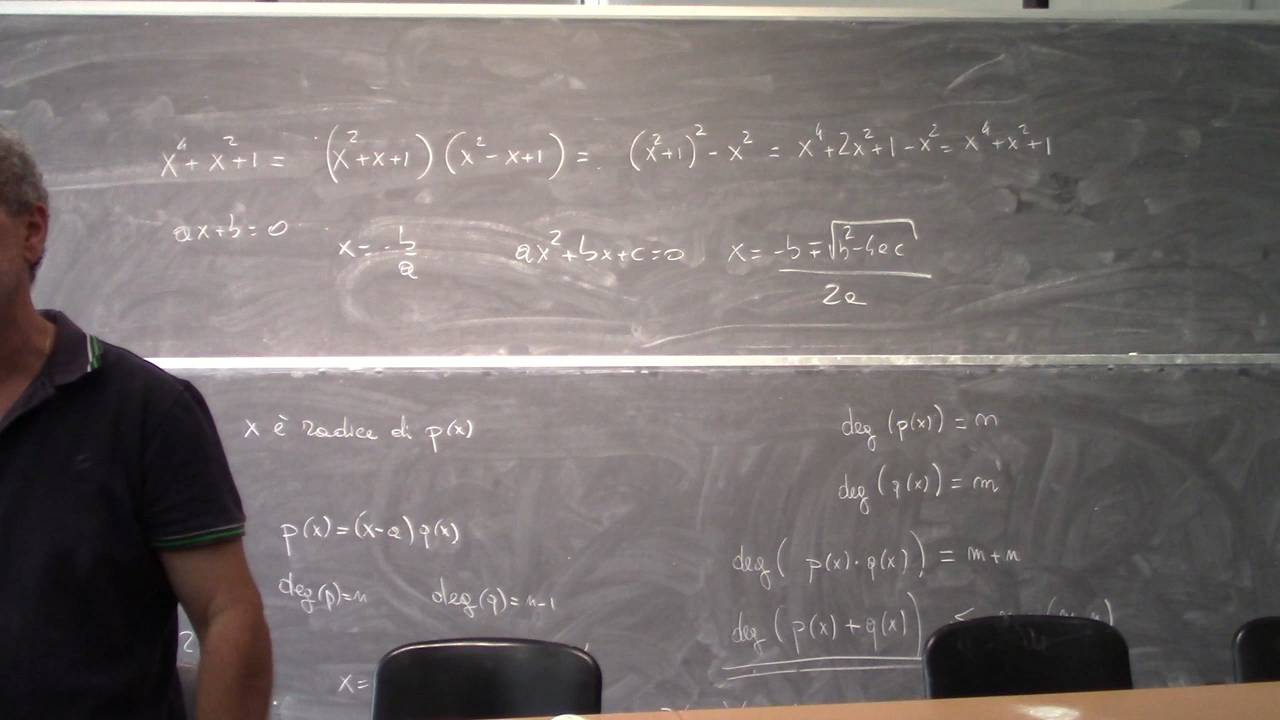 x⁴+x²+1 = (x²+x+1)(x²-x+1) = (x²+1)²-x² = x⁴+2x²+1-x² = x⁴+x²+1
ax+b=0 x=-b/a ax²+bx+c=0 x=(-b∓√(b²-4ac))/2a
x è radice di p(x)
p(x)=(x-a)q(x)
deg(p)=n deg(q)=n-1
x=
deg(p(x))=n
deg(q(x))=m
deg(p(x)·q(x))=m+n
deg(p(x)+q(x)) ≤
2